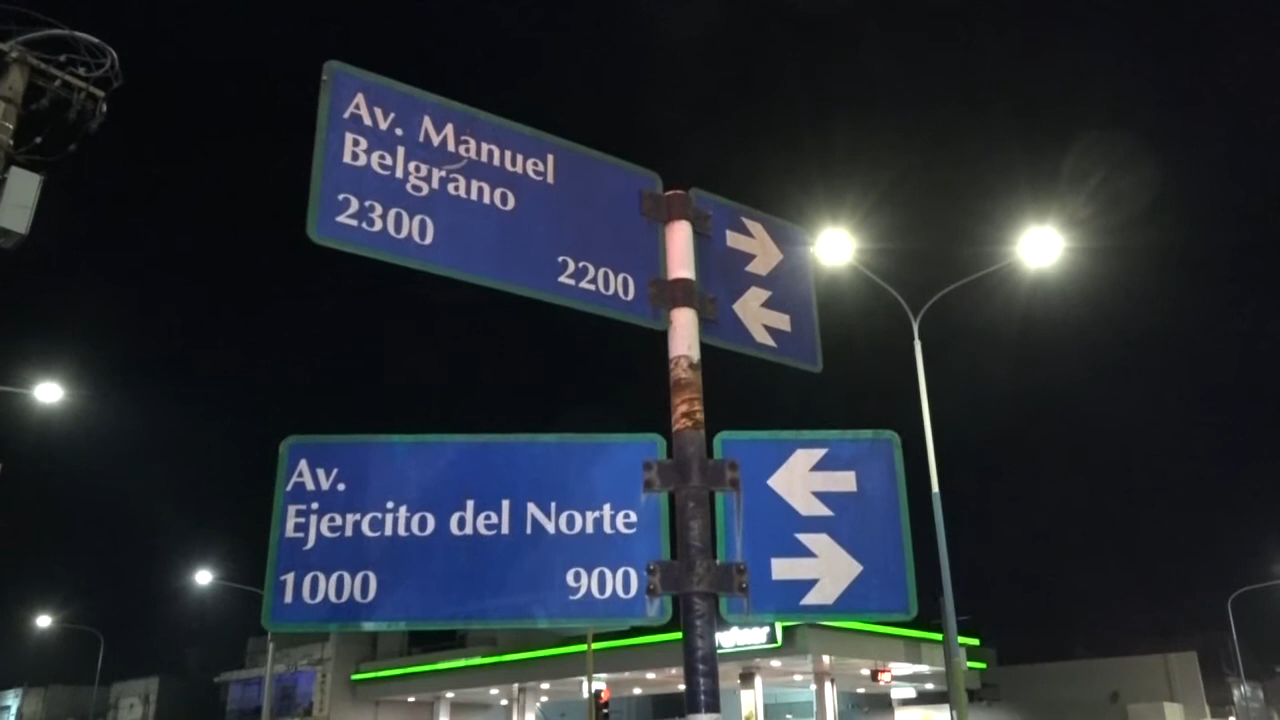 Av. Manuel
Belgrano
2300
2200
Av.
Ejercito del Norte
1000 900